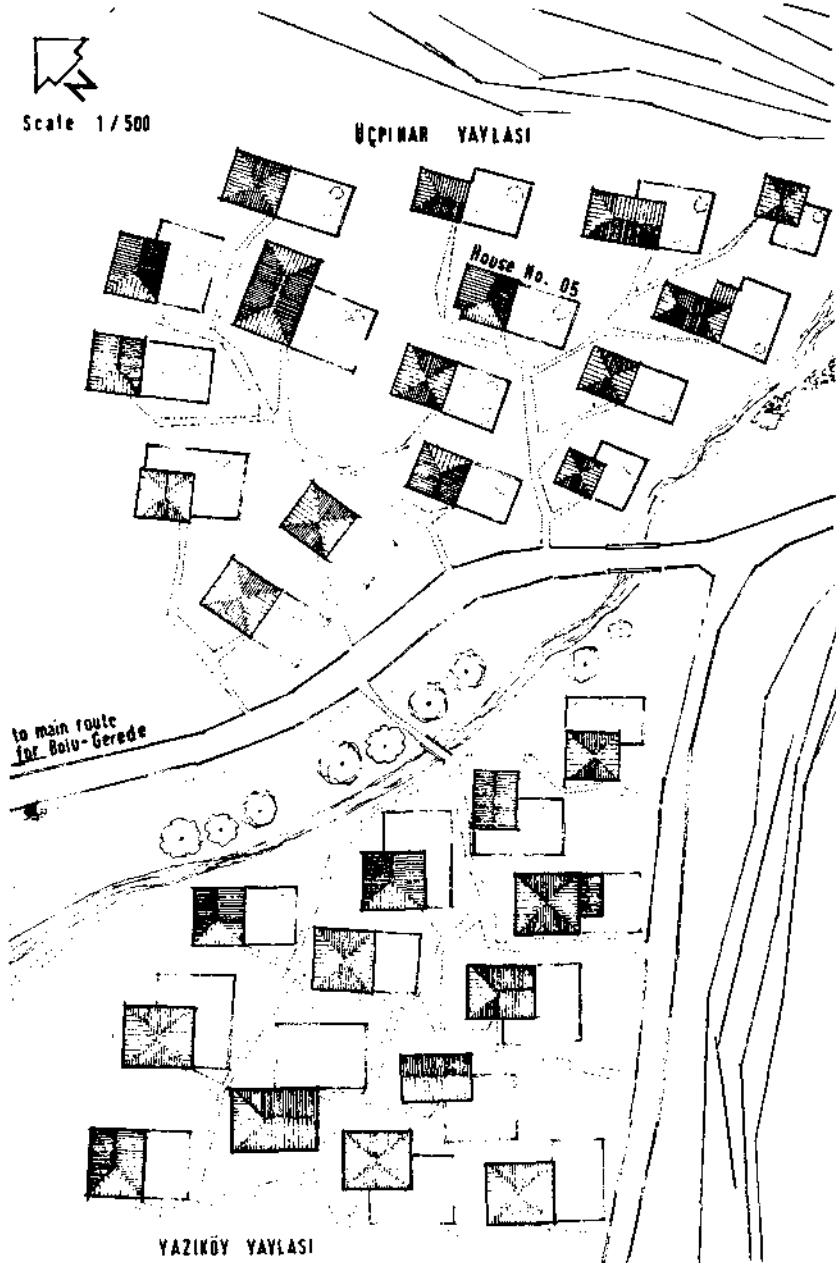 Scale 1/500
ÜÇPINAR YAYLASI
House No. 05
to main route
for Bolu-Gerede
YAZIKÖY YAYLASI